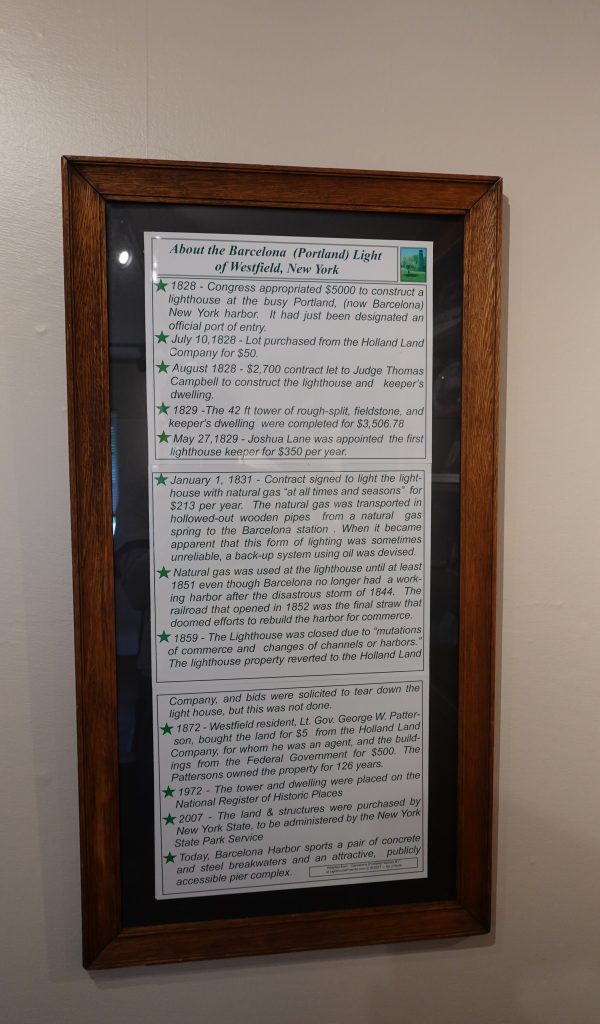 About the Barcelona (Portland) Light
of Westfield, New York
1828 - Congress appropriated $5000 to construct a
lighthouse at the busy Portland, (now Barcelona)
New York harbor. It had just been designated an
official port of entry.
July 10,1828 - Lot purchased from the Holland Land
Company for $50.
August 1828 - $2,700 contract let to Judge Thomas
Campbell to construct the lighthouse and keeper's
dwelling.
1829 -The 42 ft tower of rough-split, fieldstone, and
keeper's dwelling were completed for $3,506.78
May 27,1829 - Joshua Lane was appointed the first
lighthouse keeper for $350 per year.
January 1, 1831 - Contract signed to light the light-
house with natural gas "at all times and seasons" for
$213 per year. The natural gas was transported in
hollowed-out wooden pipes from a natural gas
spring to the Barcelona station . When it became
apparent that this form of lighting was sometimes
unreliable, a back-up system using oil was devised.
Natural gas was used at the lighthouse until at least
1851 even though Barcelona no longer had a work-
ing harbor after the disastrous storm of 1844. The
railroad that opened in 1852 was the final straw that
doomed efforts to rebuild the harbor for commerce.
1859 - The Lighthouse was closed due to "mutations
of commerce and changes of channels or harbors."
The lighthouse property reverted to the Holland Land
Company, and bids were solicited to tear down the
light house, but this was not done.
1872 - Westfield resident, Lt. Gov. George W. Patter-
son, bought the land for $5 from the Holland Land
Company, for whom he was an agent, and the build-
ings from the Federal Government for $500. The
Pattersons owned the property for 126 years.
1972 - The tower and dwelling were placed on the
National Register of Historic Places
2007 - The land & structures were purchased by
New York State, to be administered by the New York
State Park Service
Today, Barcelona Harbor sports a pair of concrete
and steel breakwaters and an attractive, publicly
accessible pier complex.